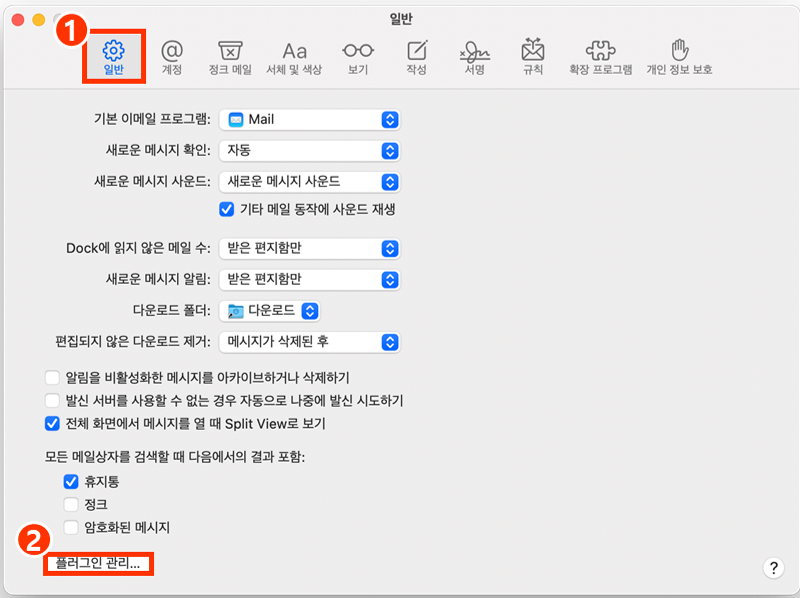 일반
1
일반
계정
정크 메일
서체 및 색상
보기
작성
서명
규칙
확장 프로그램
개인 정보 보호
기본 이메일 프로그램: Mail
새로운 메시지 확인: 자동
새로운 메시지 사운드: 새로운 메시지 사운드
기타 메일 동작에 사운드 재생
Dock에 읽지 않은 메일 수: 받은 편지함만
새로운 메시지 알림: 받은 편지함만
다운로드 폴더: 다운로드
편집되지 않은 다운로드 제거: 메시지가 삭제된 후
알림을 비활성화한 메시지를 아카이브하거나 삭제하기
발신 서버를 사용할 수 없는 경우 자동으로 나중에 발신 시도하기
전체 화면에서 메시지를 열 때 Split View로 보기
모든 메일상자를 검색할 때 다음에서의 결과 포함:
휴지통
정크
암호화된 메시지
2
플러그인 관리...
?